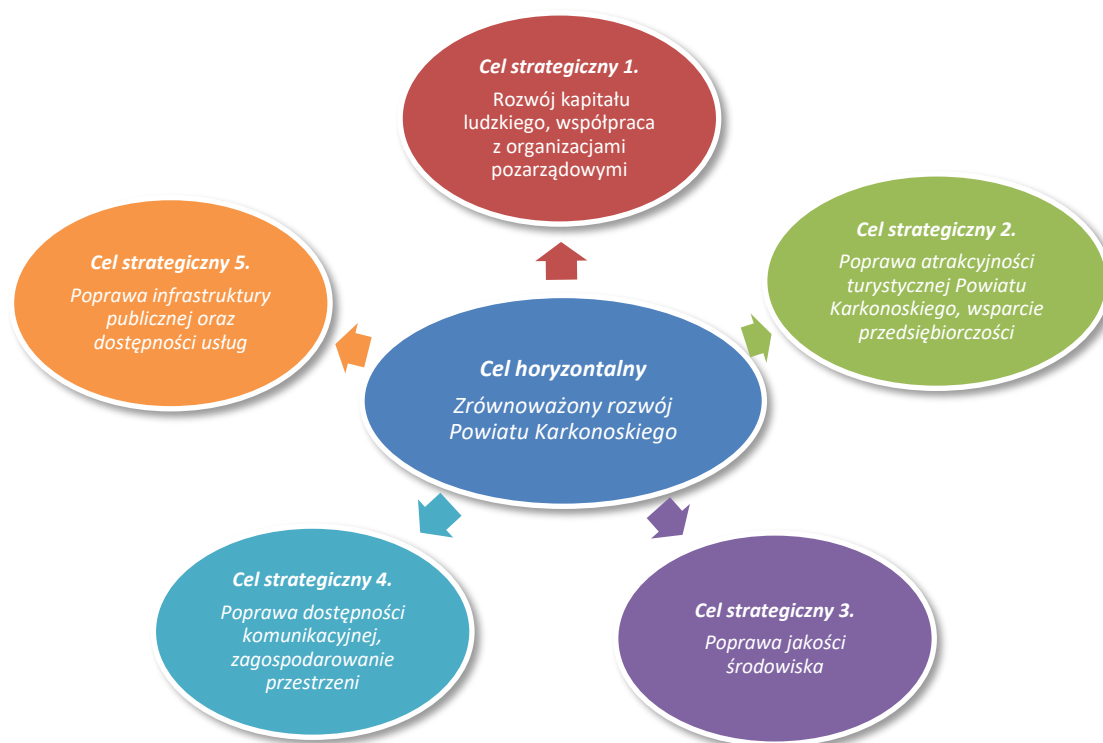 Cel strategiczny 1.
Rozwój kapitału
ludzkiego, współpraca
z organizacjami
pozarządowymi
Cel strategiczny 2.
Poprawa atrakcyjności
turystycznej Powiatu
Karkonoskiego, wsparcie
przedsiębiorczości
Cel strategiczny 5.
Poprawa infrastruktury
publicznej oraz
dostępności usług
Cel horyzontalny
Zrównoważony rozwój
Powiatu Karkonoskiego
Cel strategiczny 4.
Poprawa dostępności
komunikacyjnej,
zagospodarowanie
przestrzeni
Cel strategiczny 3.
Poprawa jakości
środowiska